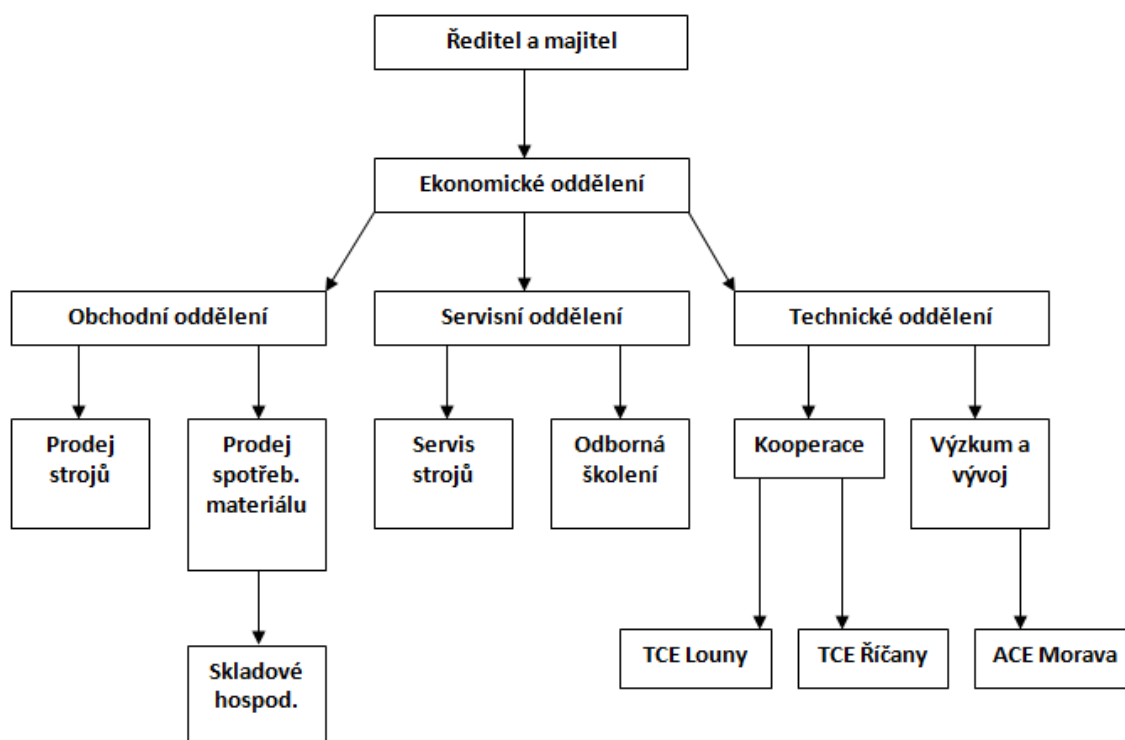 Ředitel a majitel
Ekonomické oddělení
Obchodní oddělení
Servisní oddělení
Technické oddělení
Prodej
strojů
Prodej
spotřeb.
materiálu
Servis
strojů
Odborná
školení
Kooperace
Výzkum a
vývoj
TCE Louny
TCE Říčany
ACE Morava
Skladové
hospod.